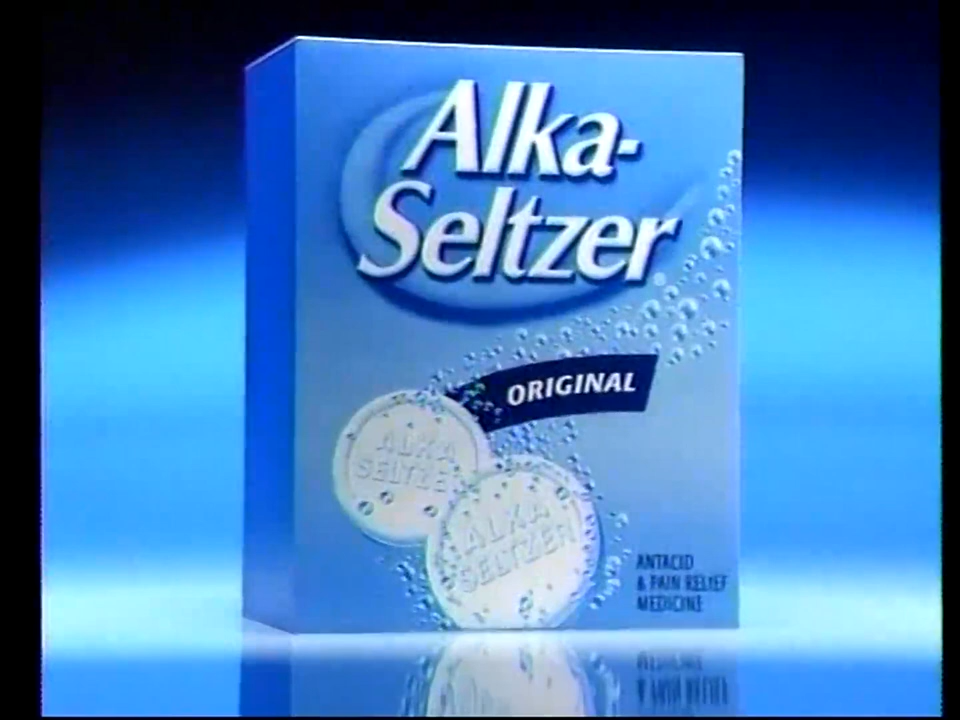 Alka-
Seltzer®
ORIGINAL
ALKA
SELTZER
ALKA
SELTZER
ANTACID
& PAIN RELIEF
MEDICINE